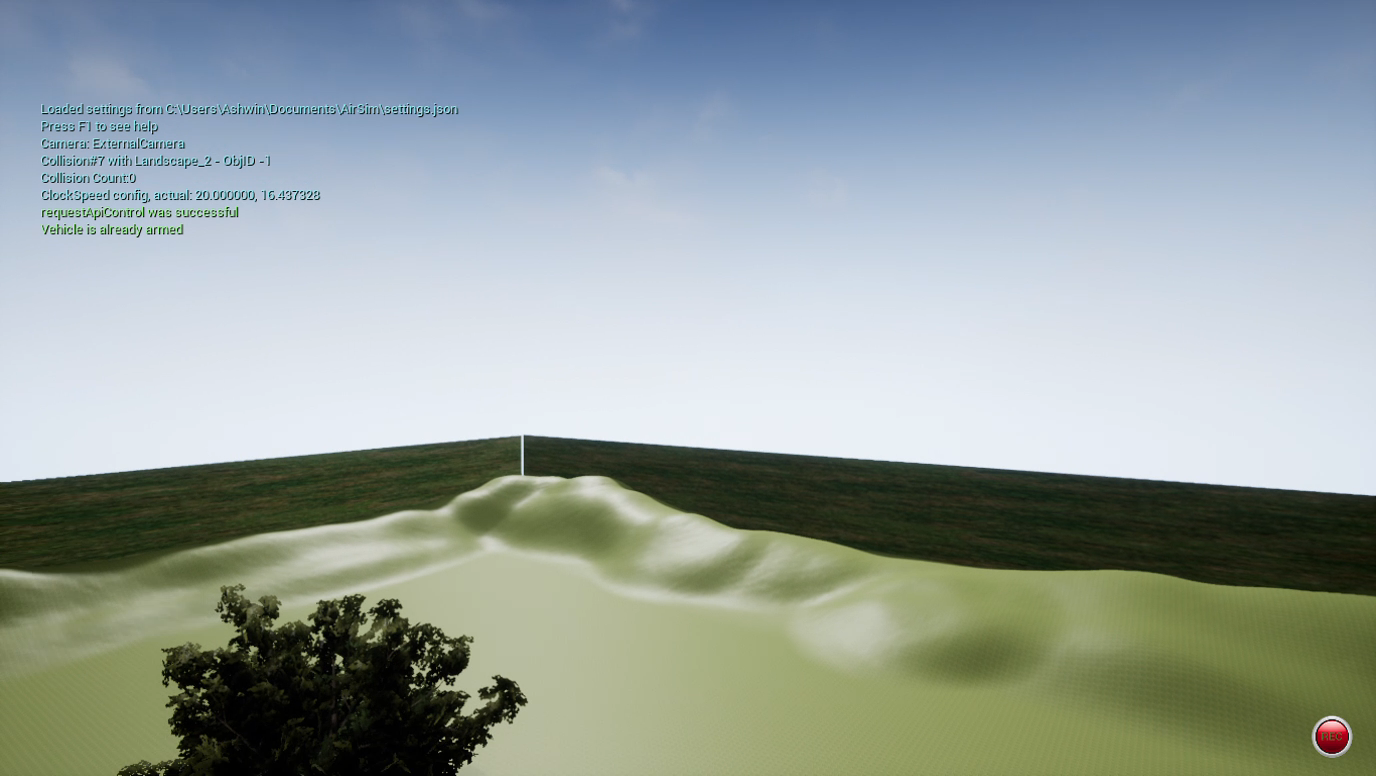 Loaded settings from C:\Users\Ashwin\Documents\AirSim\settings.json
Press F1 to see help
Camera: ExternalCamera
Collision#7 with Landscape_2 - ObjID -1
Collision Count:0
ClockSpeed config, actual: 20.000000, 16.437328
requestApiControl was successful
Vehicle is already armed
REC